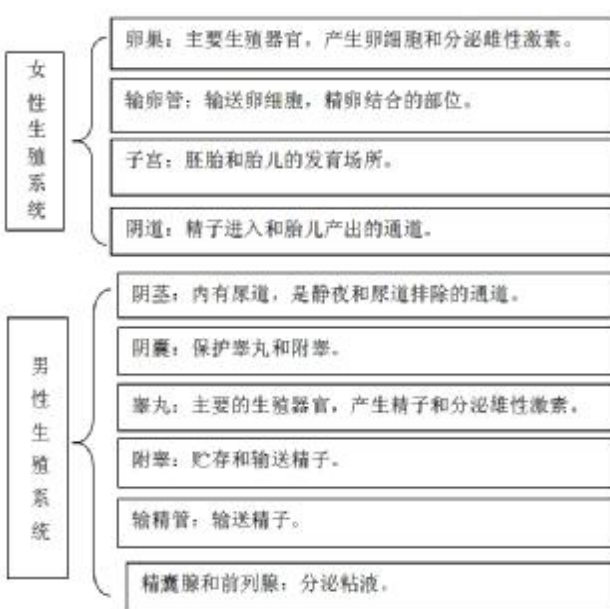 女性生殖系统
卵巢：主要生殖器官，产生卵细胞和分泌雌性激素。
输卵管：输送卵细胞，精卵结合的部位。
子宫：胚胎和胎儿的发育场所。
阴道：精子进入和胎儿产出的通道。
男性生殖系统
阴茎：内有尿道，是静夜和尿道排除的通道。
阴囊：保护睾丸和附睾。
睾丸：主要的生殖器官，产生精子和分泌雄性激素。
附睾：贮存和输送精子。
输精管：输送精子。
精囊腺和前列腺：分泌粘液。